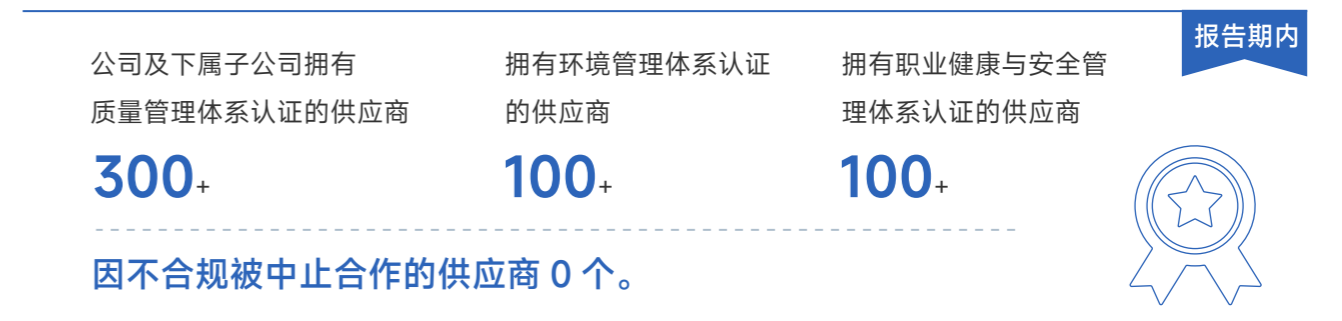 报告期内
公司及下属子公司拥有
质量管理体系认证的供应商
300+
拥有环境管理体系认证
的供应商
100+
拥有职业健康与安全管
理体系认证的供应商
100+
因不合规被中止合作的供应商 0 个。